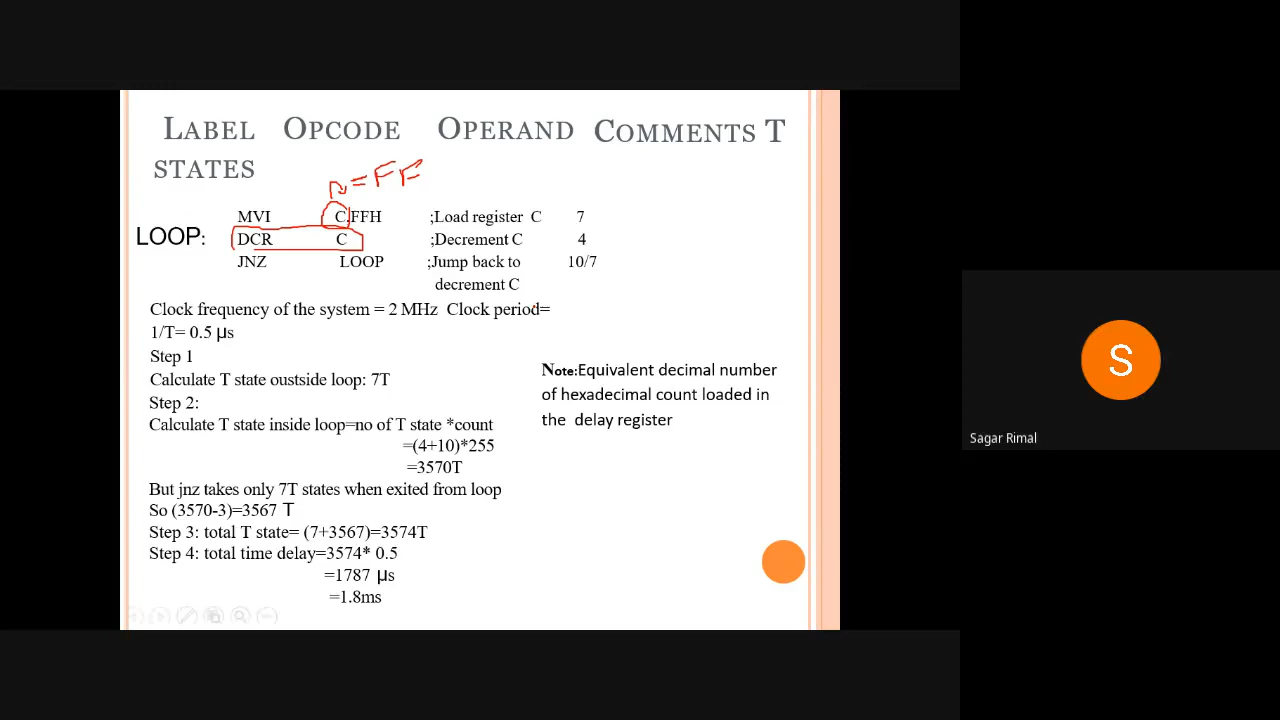 LABEL OPCODE OPERAND COMMENTS T
STATES
n = FF
MVI C,FFH ;Load register C 7
LOOP: DCR C ;Decrement C 4
JNZ LOOP ;Jump back to 10/7
decrement C
Clock frequency of the system = 2 MHz Clock period=
1/T= 0.5 μs
Step 1
Calculate T state oustside loop: 7T
Step 2:
Calculate T state inside loop=no of T state *count
=(4+10)*255
=3570T
But jnz takes only 7T states when exited from loop
So (3570-3)=3567 T
Step 3: total T state= (7+3567)=3574T
Step 4: total time delay=3574* 0.5
=1787 μs
=1.8ms
Note:Equivalent decimal number
of hexadecimal count loaded in
the delay register
S
Sagar Rimal